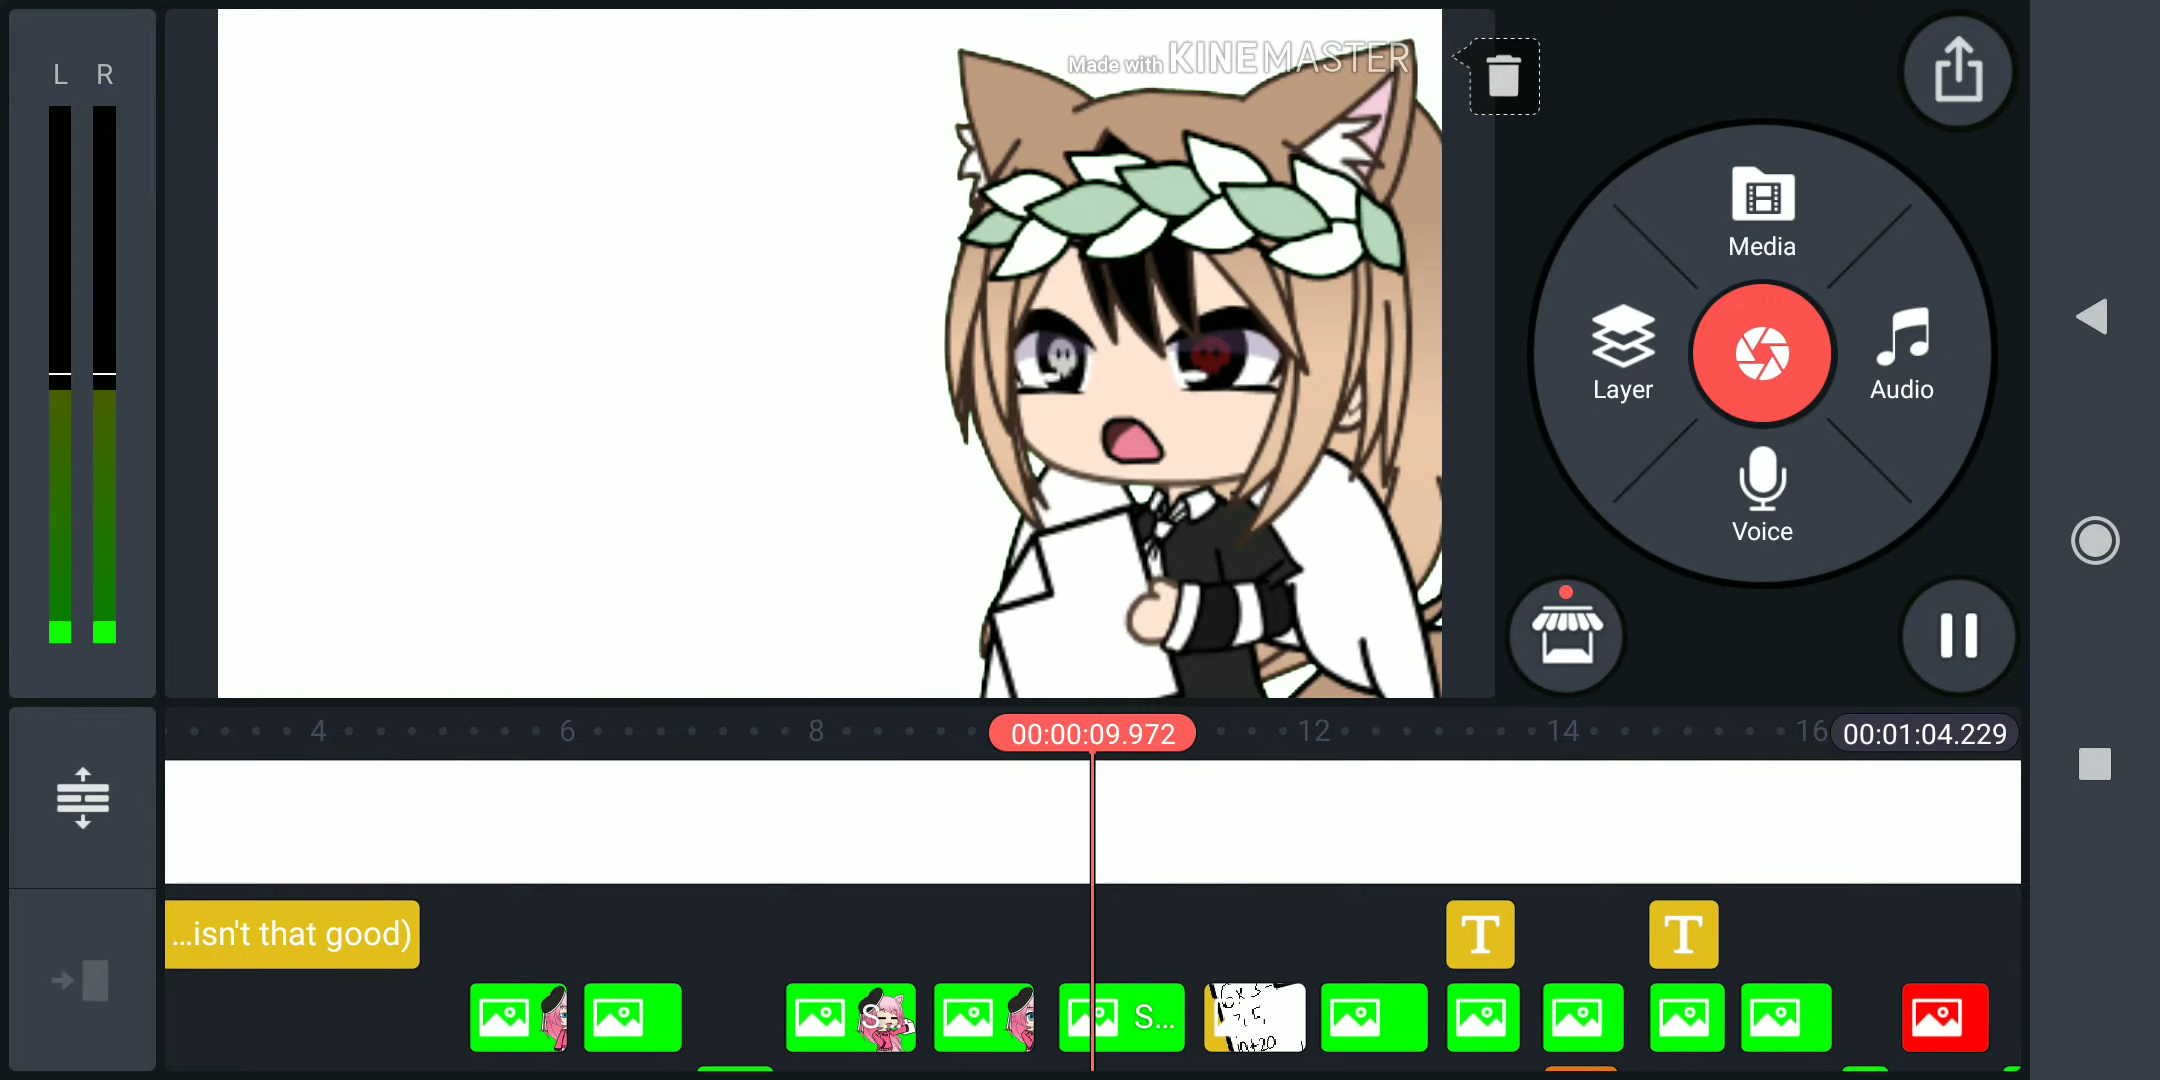 L R
Made with KINEMASTER
Media
Layer
Audio
Voice
4 6 8 00:00:09.972 12 14 16 00:01:04.229
...isn't that good)
T T
S S...